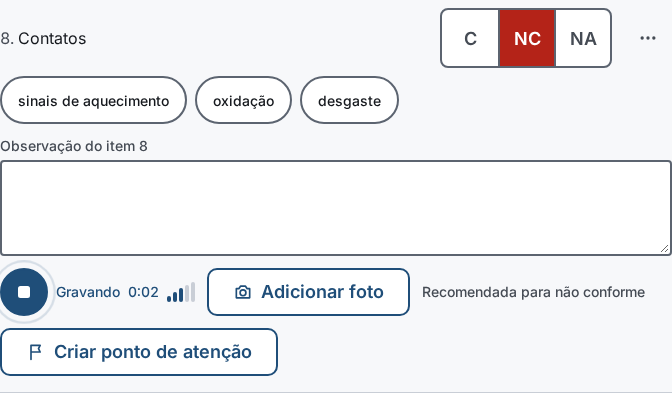 8. Contatos
C NC NA
sinais de aquecimento oxidação desgaste
Observação do item 8
Gravando 0:02 Adicionar foto Recomendada para não conforme
Criar ponto de atenção